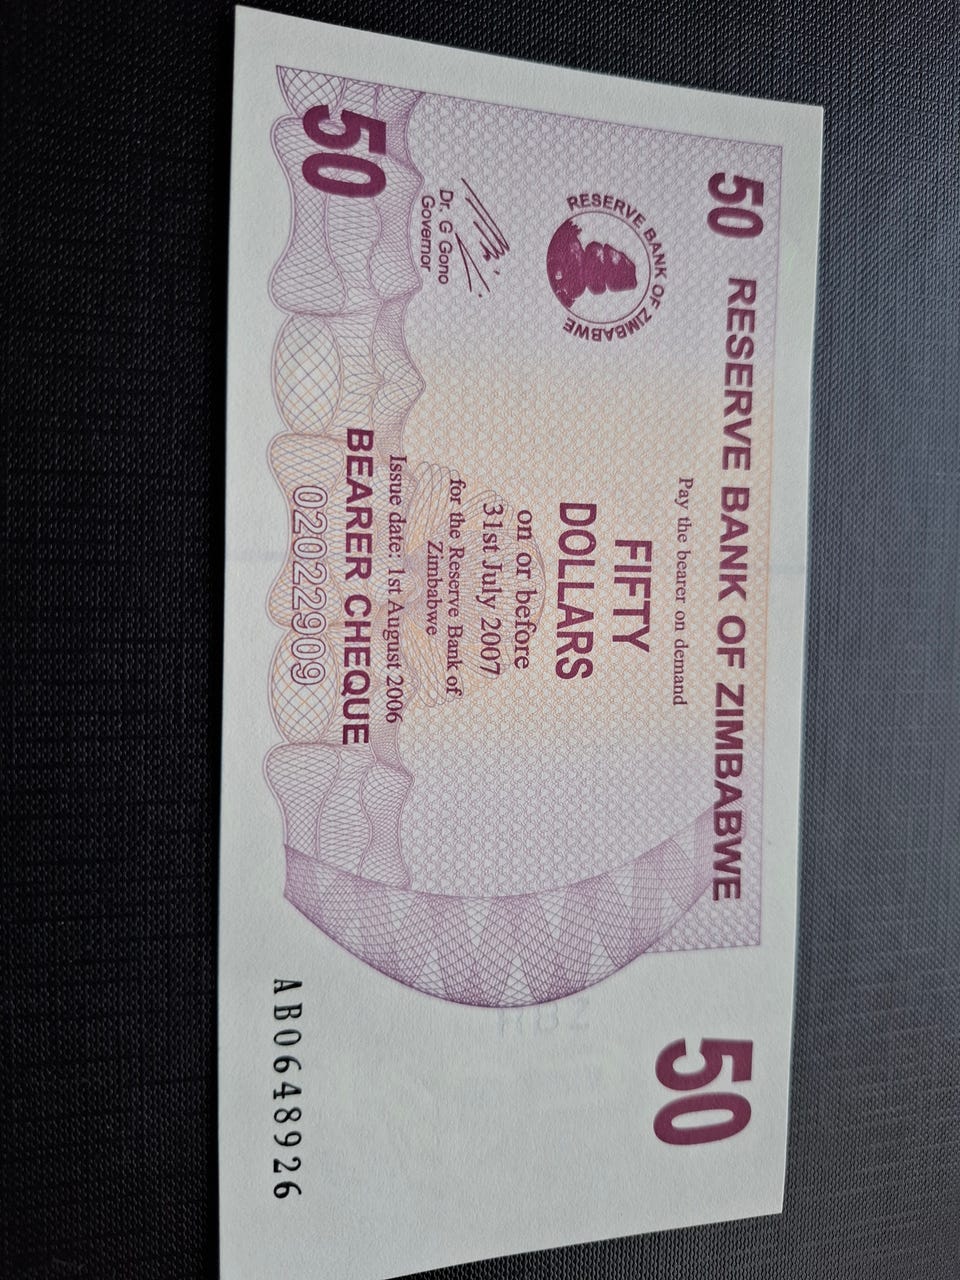 50 RESERVE BANK OF ZIMBABWE
Pay the bearer on demand
50
RESERVE BANK OF ZIMBABWE
FIFTY
DOLLARS
on or before
31st July 2007
for the Reserve Bank of
Zimbabwe
Dr. G Gono
Governor
Issue date: 1st August 2006
50
BEARER CHEQUE
02022909
RBZ
AB0648926